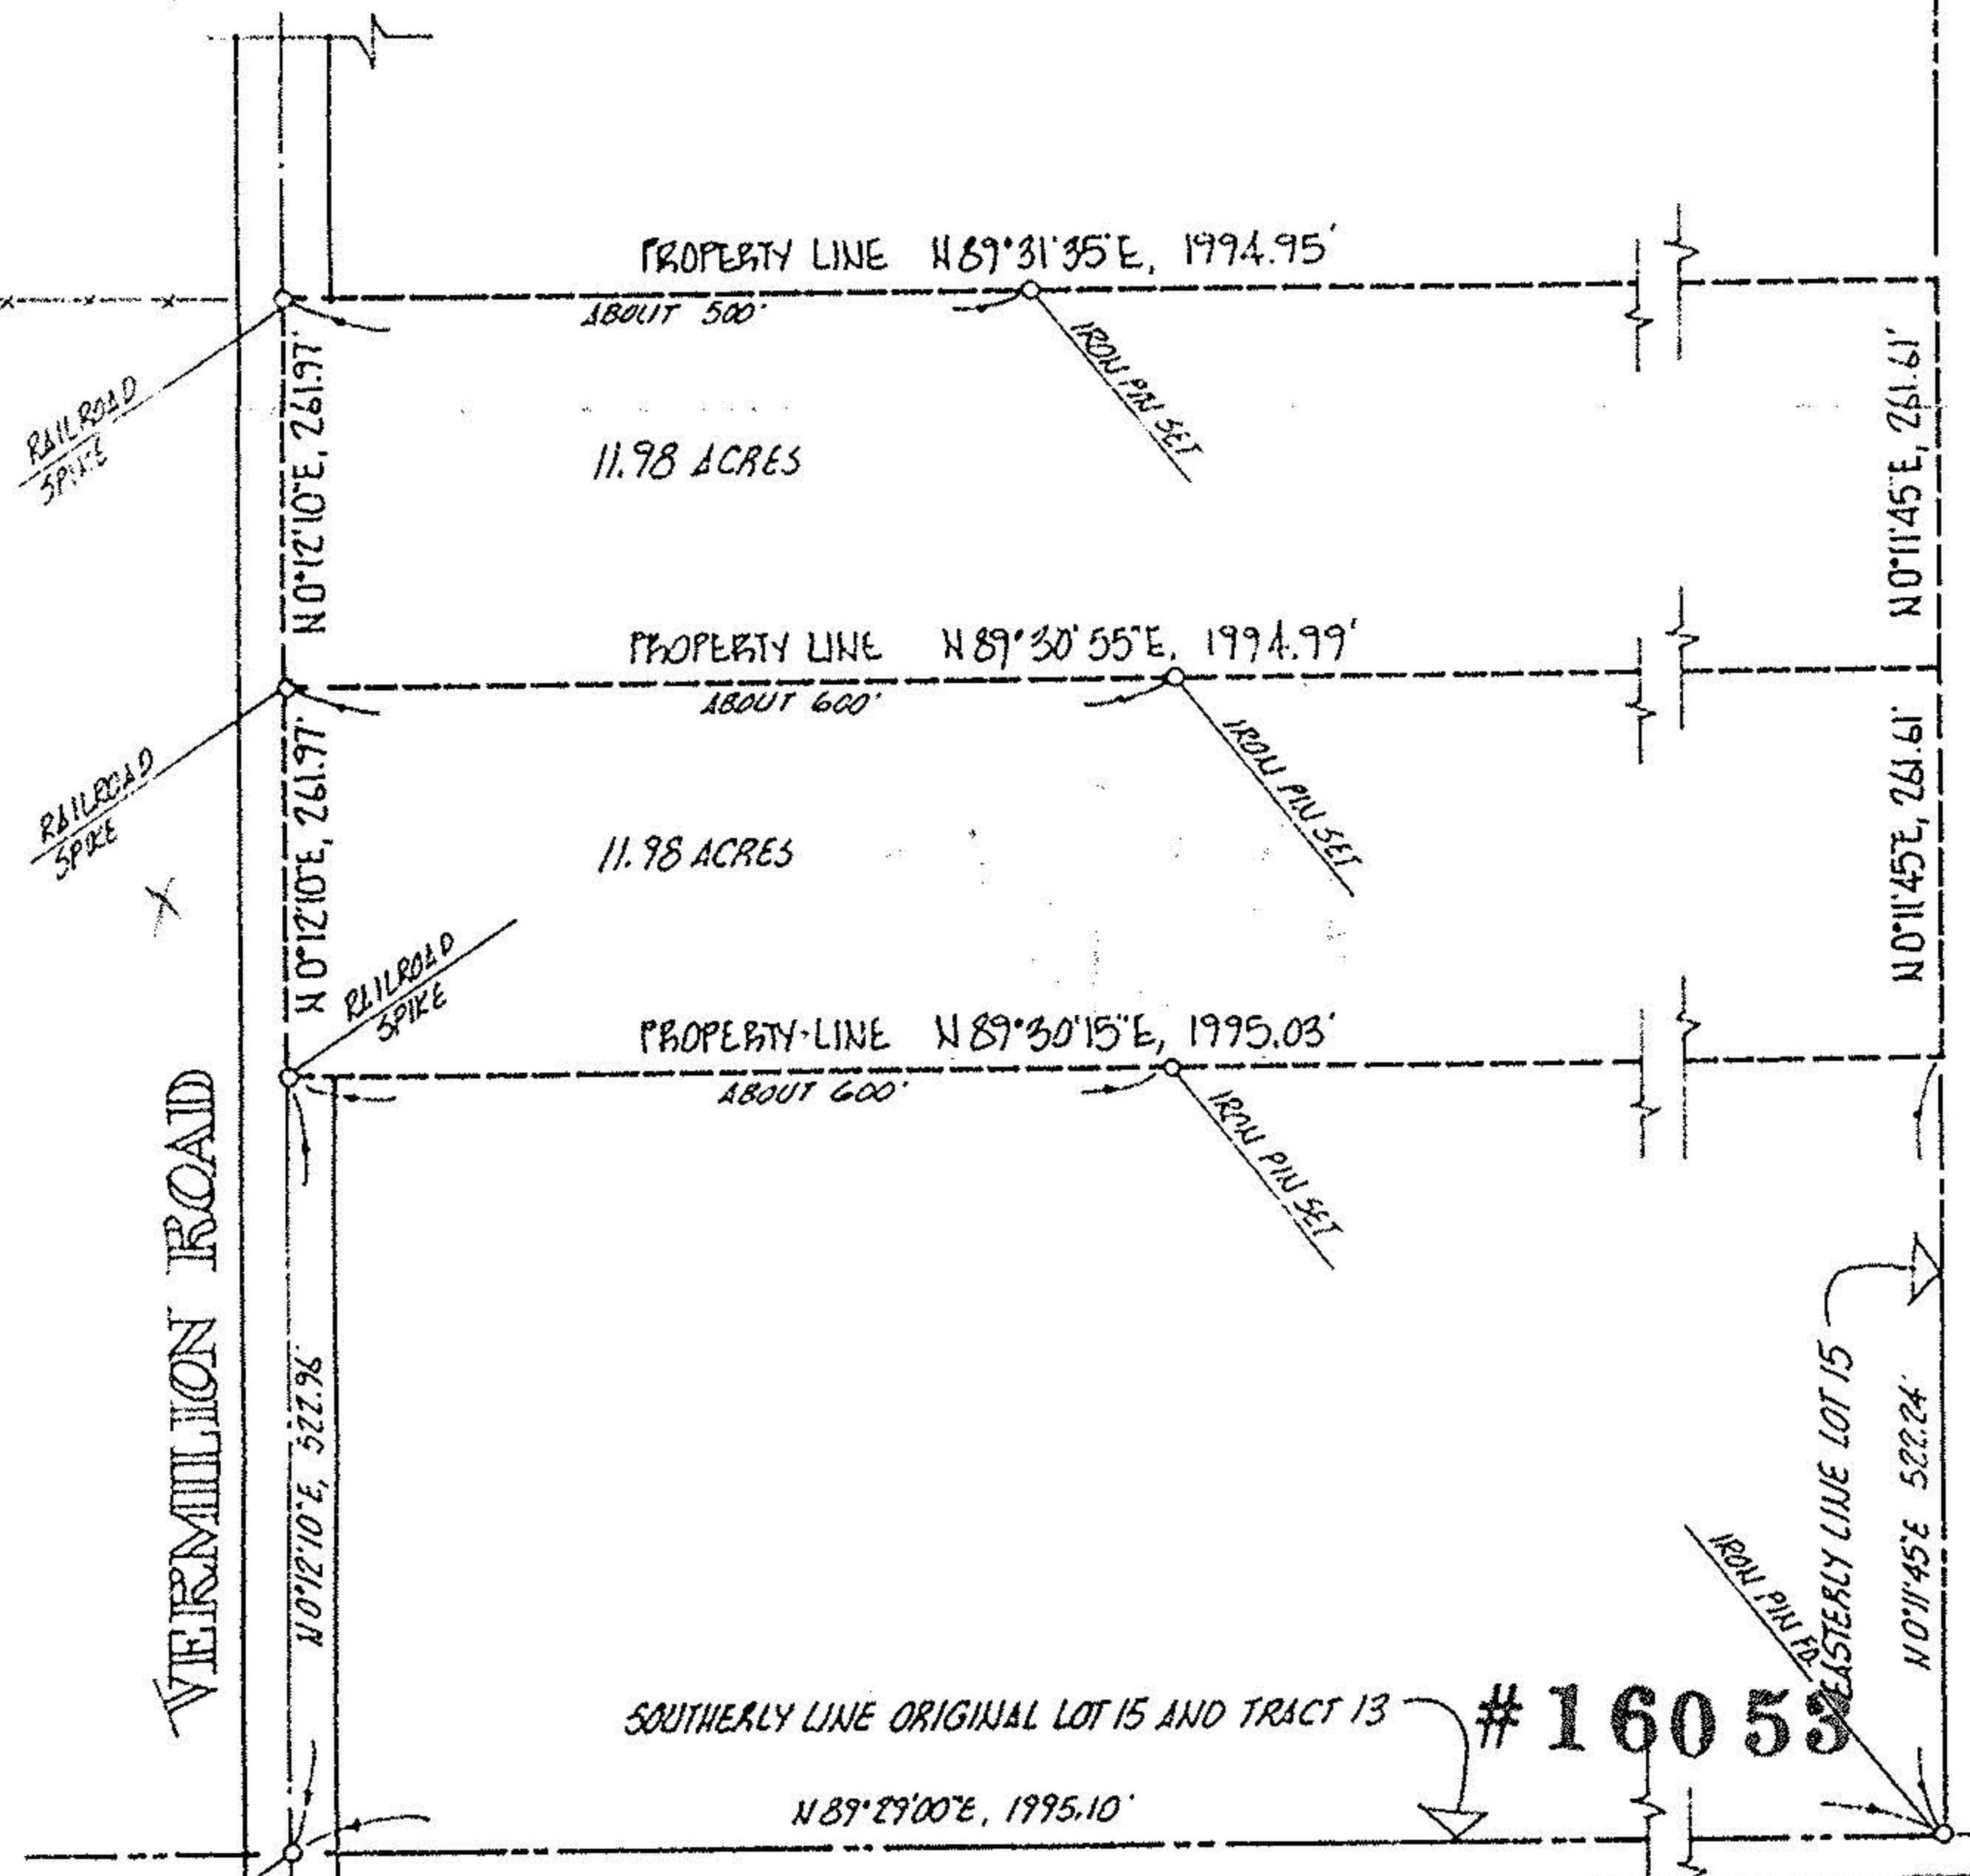 PROPERTY LINE N 89°31'35"E, 1994.95'
ABOUT 500'
RAILROAD
SPIKE
IRON PIN SET
N 0°12'10"E, 261.97'
11.98 ACRES
N 0°11'45"E, 261.61'
PROPERTY LINE N 89°30'55"E, 1994.99'
ABOUT 600'
RAILROAD
SPIKE
IRON PIN SET
N 0°12'10"E, 261.97'
11.98 ACRES
N 0°11'45"E, 261.61'
RAILROAD
SPIKE
PROPERTY LINE N 89°30'15"E, 1995.03'
ABOUT 600'
IRON PIN SET
VERMILION ROAD
N 0°12'10"E, 522.96'
EASTERLY LINE LOT 15
N 0°11'45"E 522.24'
IRON PIN FD.
SOUTHERLY LINE ORIGINAL LOT 15 AND TRACT 13
#16053
N 89°29'00"E, 1995.10'